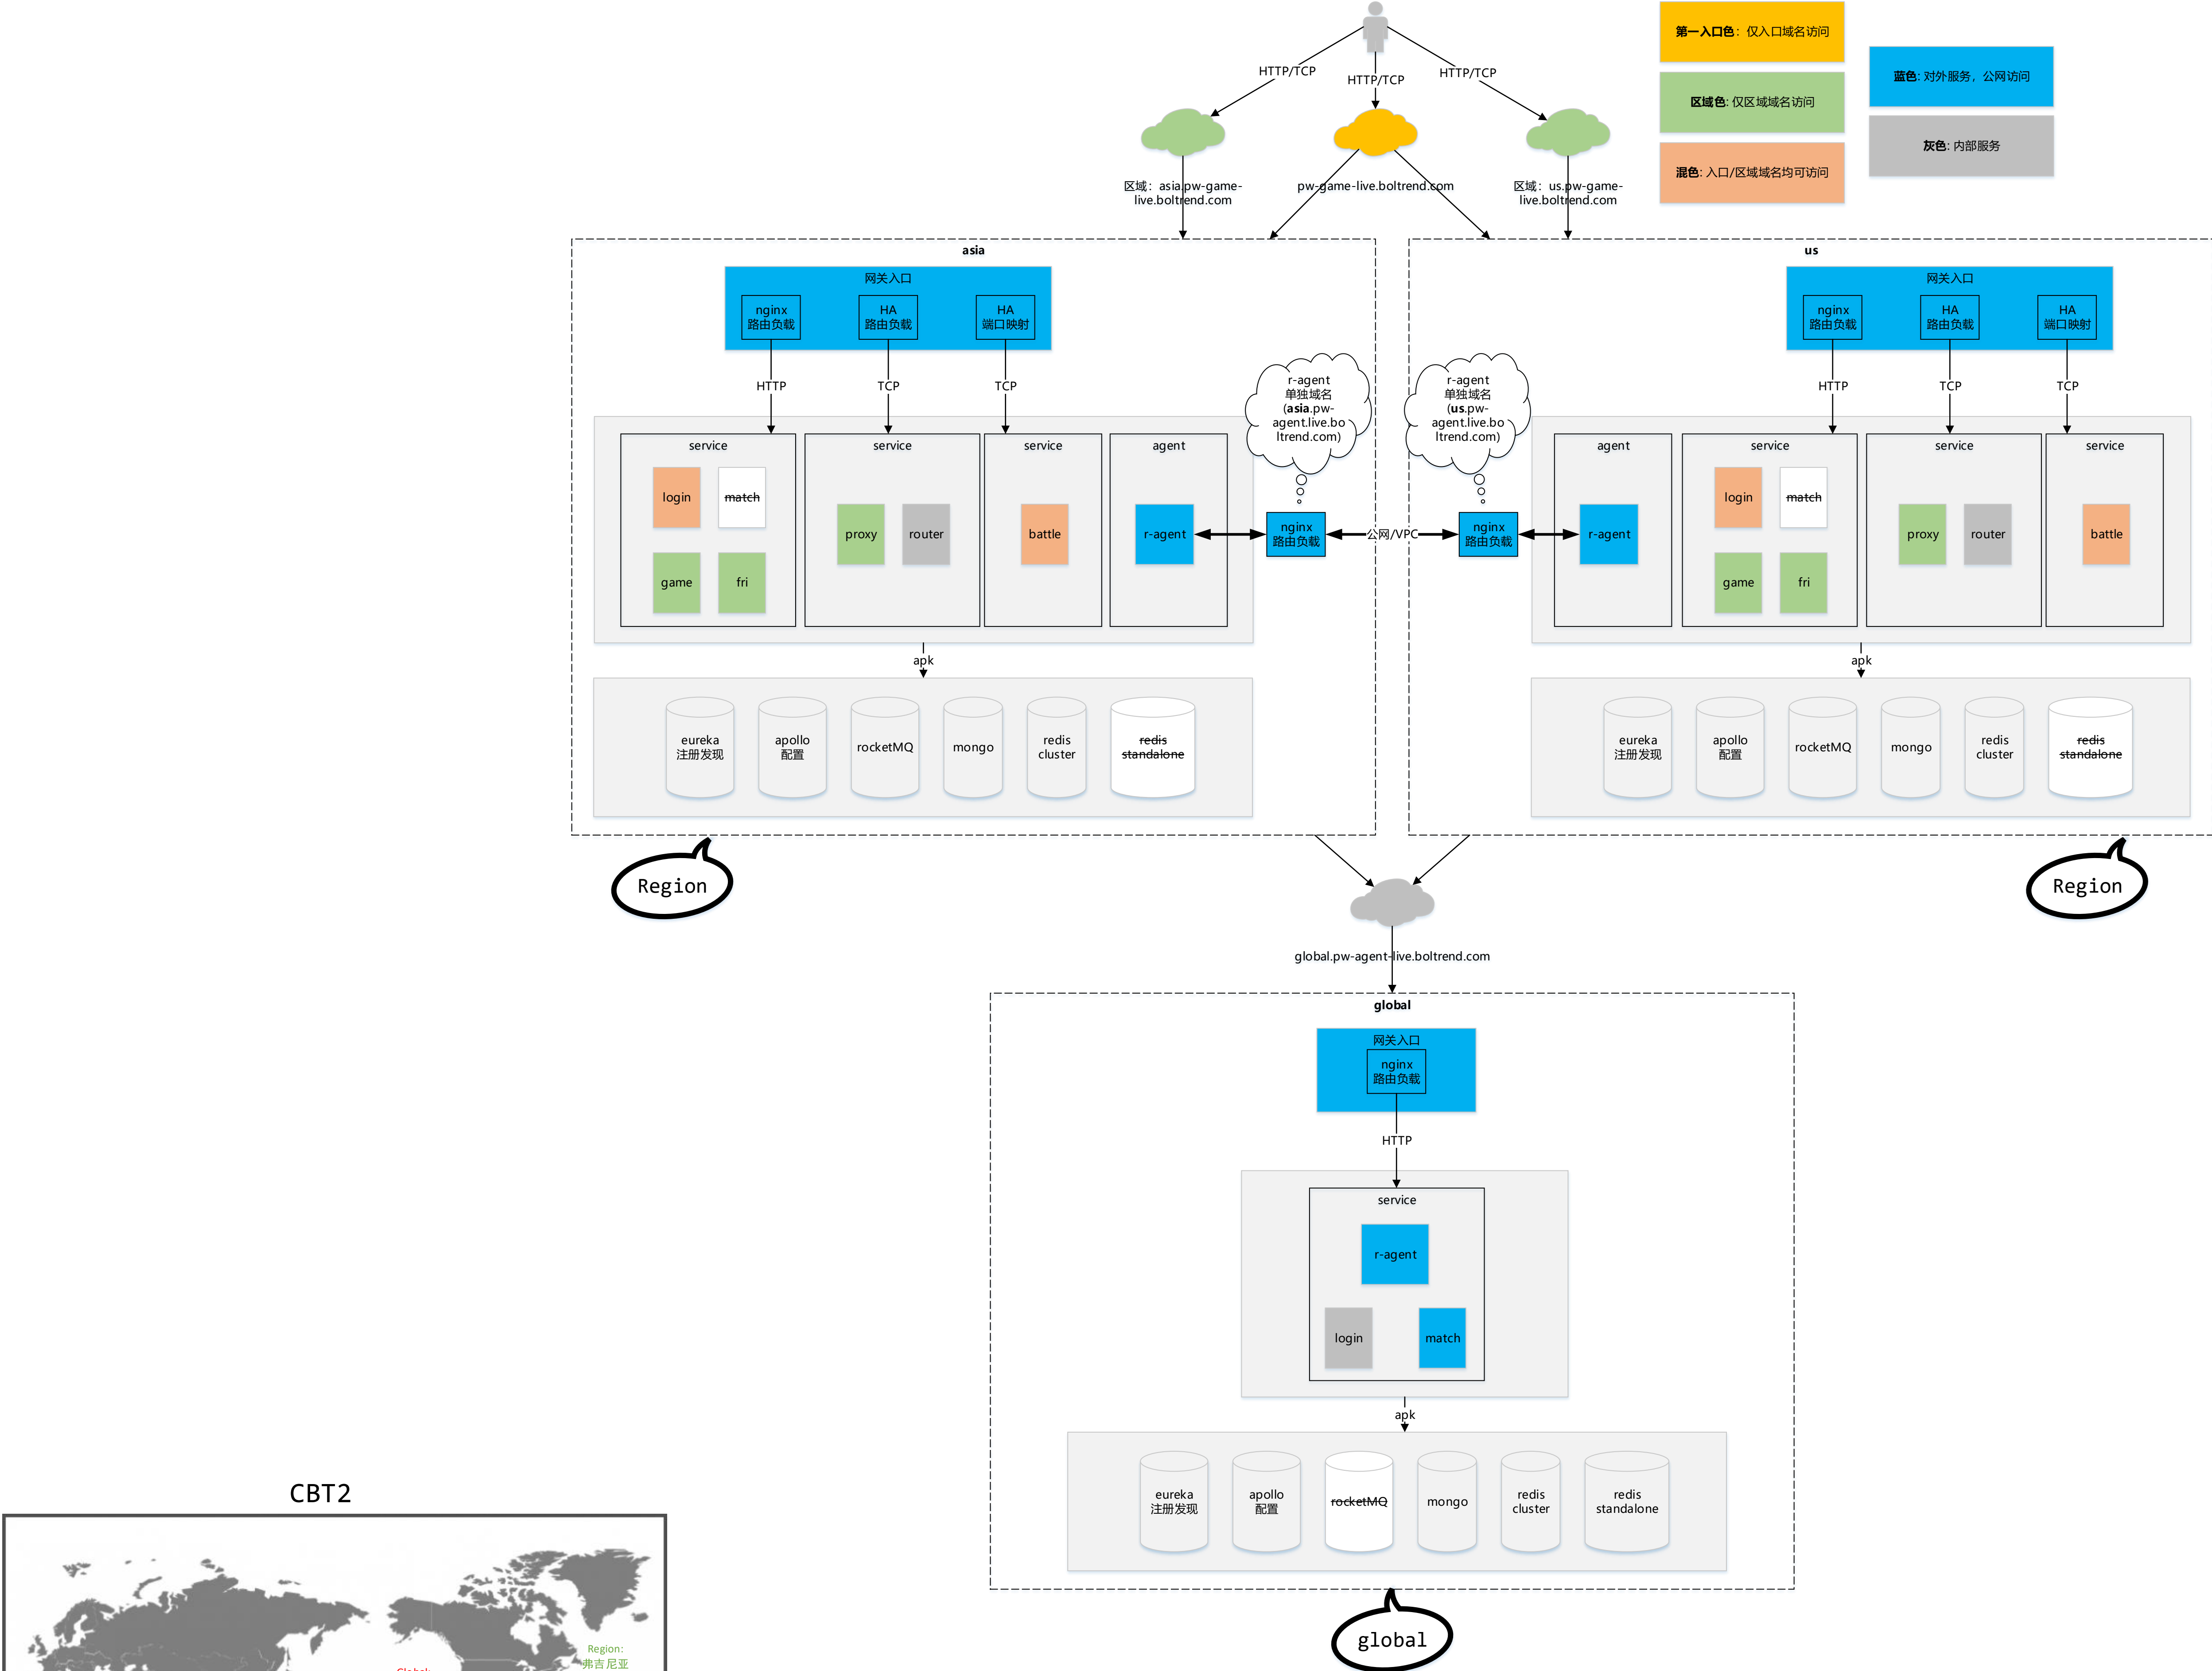 第一入口色：仅入口域名访问
蓝色: 对外服务，公网访问
区域色: 仅区域域名访问
灰色: 内部服务
混色: 入口/区域域名均可访问
HTTP/TCP
HTTP/TCP
HTTP/TCP
区域：asia.pw-game-
live.boltrend.com
pw-game-live.boltrend.com
区域：us.pw-game-
live.boltrend.com
asia
网关入口
nginx
路由负载
HA
路由负载
HA
端口映射
HTTP
TCP
TCP
r-agent
单独域名
(asia.pw-
agent.live.bo
ltrend.com)
service
login
match
game
fri
service
proxy
router
service
battle
agent
r-agent
nginx
路由负载
公网/VPC
apk
eureka
注册发现
apollo
配置
rocketMQ
mongo
redis
cluster
redis
standalone
Region
us
网关入口
nginx
路由负载
HA
路由负载
HA
端口映射
HTTP
TCP
TCP
r-agent
单独域名
(us.pw-
agent.live.bo
ltrend.com)
nginx
路由负载
agent
r-agent
service
login
match
game
fri
service
proxy
router
service
battle
apk
eureka
注册发现
apollo
配置
rocketMQ
mongo
redis
cluster
redis
standalone
Region
global.pw-agent-live.boltrend.com
global
网关入口
nginx
路由负载
HTTP
service
r-agent
login
match
apk
eureka
注册发现
apollo
配置
rocketMQ
mongo
redis
cluster
redis
standalone
global
CBT2
Region:
弗吉尼亚